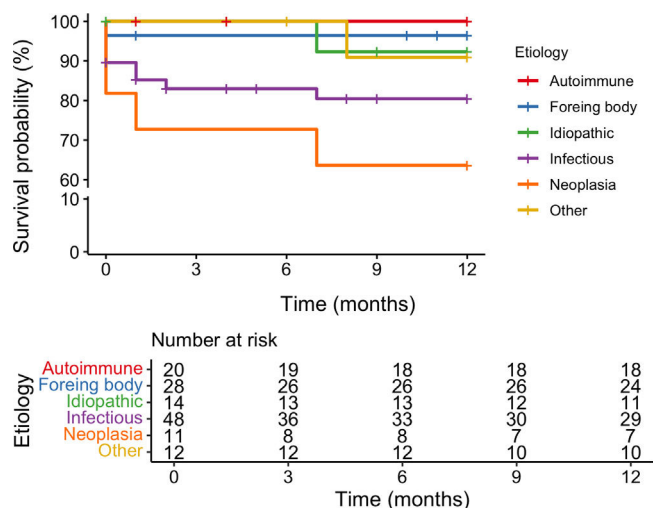 Survival probability (%)
100
90
80
70
60
10
0
0 3 6 9 12
Time (months)
Etiology
Autoimmune
Foreing body
Idiopathic
Infectious
Neoplasia
Other
Number at risk
Etiology
Autoimmune 20 19 18 18 18
Foreing body 28 26 26 26 24
Idiopathic 14 13 13 12 11
Infectious 48 36 33 30 29
Neoplasia 11 8 8 7 7
Other 12 12 12 10 10
0 3 6 9 12
Time (months)